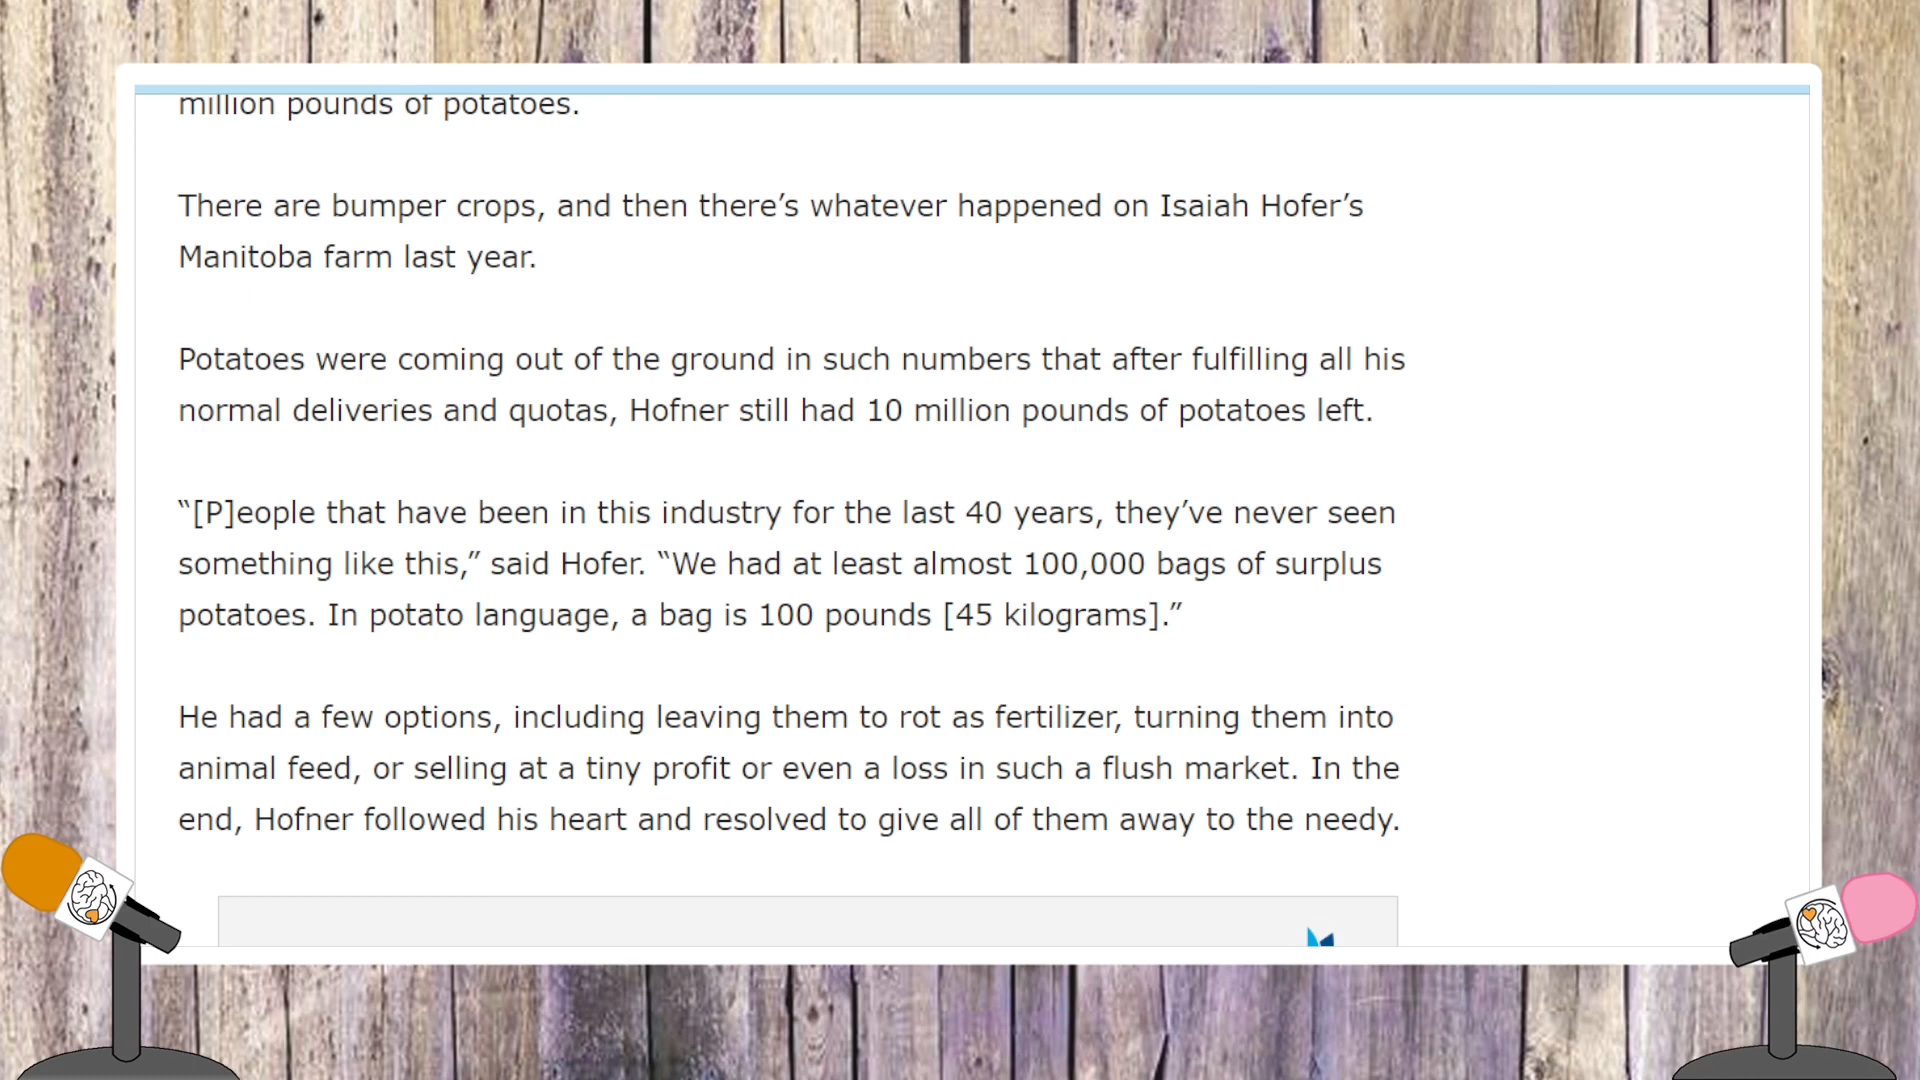 million pounds of potatoes.
There are bumper crops, and then there’s whatever happened on Isaiah Hofer’s
Manitoba farm last year.
Potatoes were coming out of the ground in such numbers that after fulfilling all his
normal deliveries and quotas, Hofner still had 10 million pounds of potatoes left.
“[P]eople that have been in this industry for the last 40 years, they’ve never seen
something like this,” said Hofer. “We had at least almost 100,000 bags of surplus
potatoes. In potato language, a bag is 100 pounds [45 kilograms].”
He had a few options, including leaving them to rot as fertilizer, turning them into
animal feed, or selling at a tiny profit or even a loss in such a flush market. In the
end, Hofner followed his heart and resolved to give all of them away to the needy.